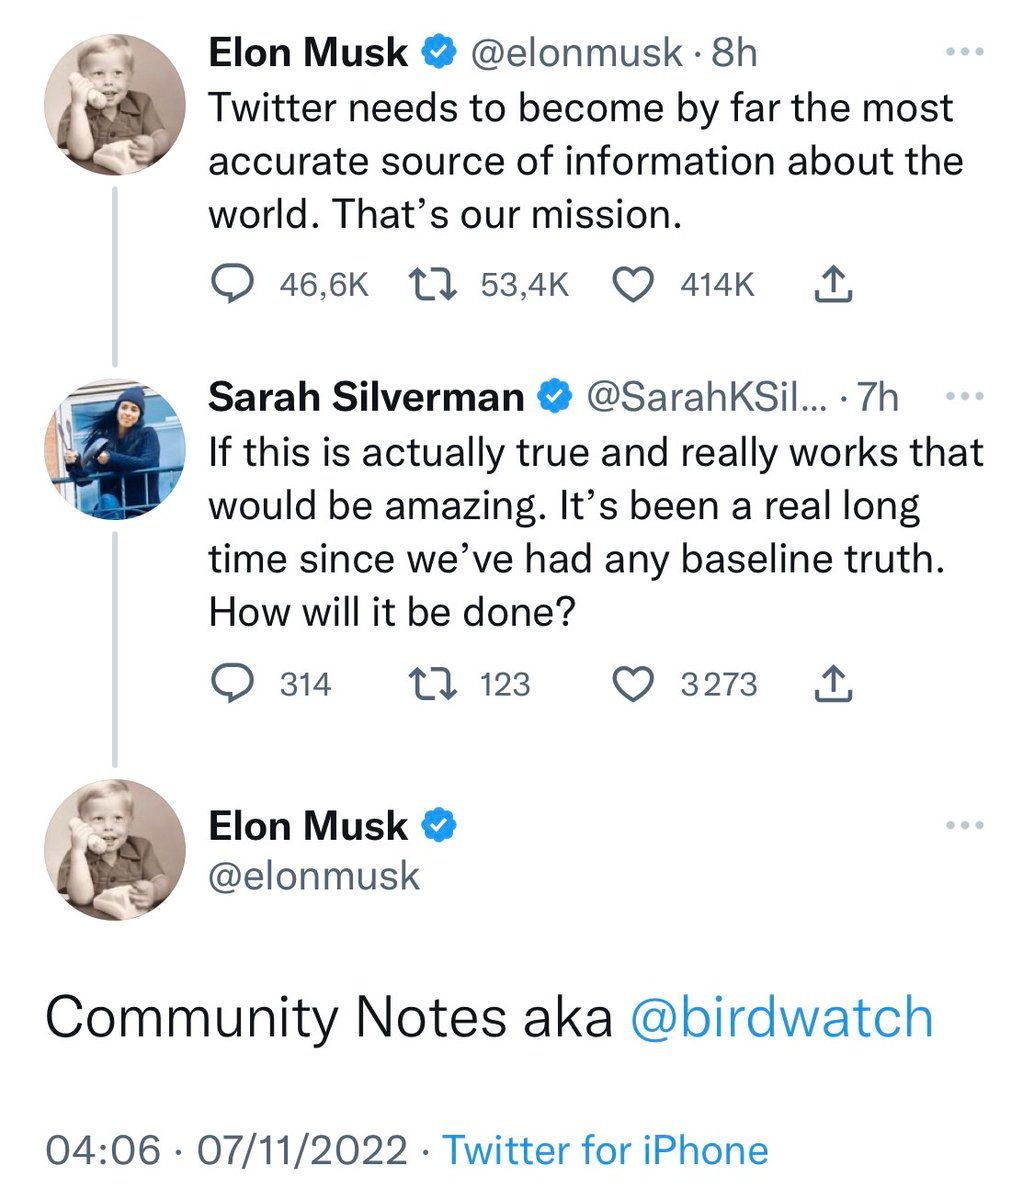 Elon Musk @elonmusk · 8h
Twitter needs to become by far the most
accurate source of information about the
world. That’s our mission.
46,6K 53,4K 414K
Sarah Silverman @SarahKSil... · 7h
If this is actually true and really works that
would be amazing. It’s been a real long
time since we’ve had any baseline truth.
How will it be done?
314 123 3 273
Elon Musk
@elonmusk
Community Notes aka @birdwatch
04:06 · 07/11/2022 · Twitter for iPhone